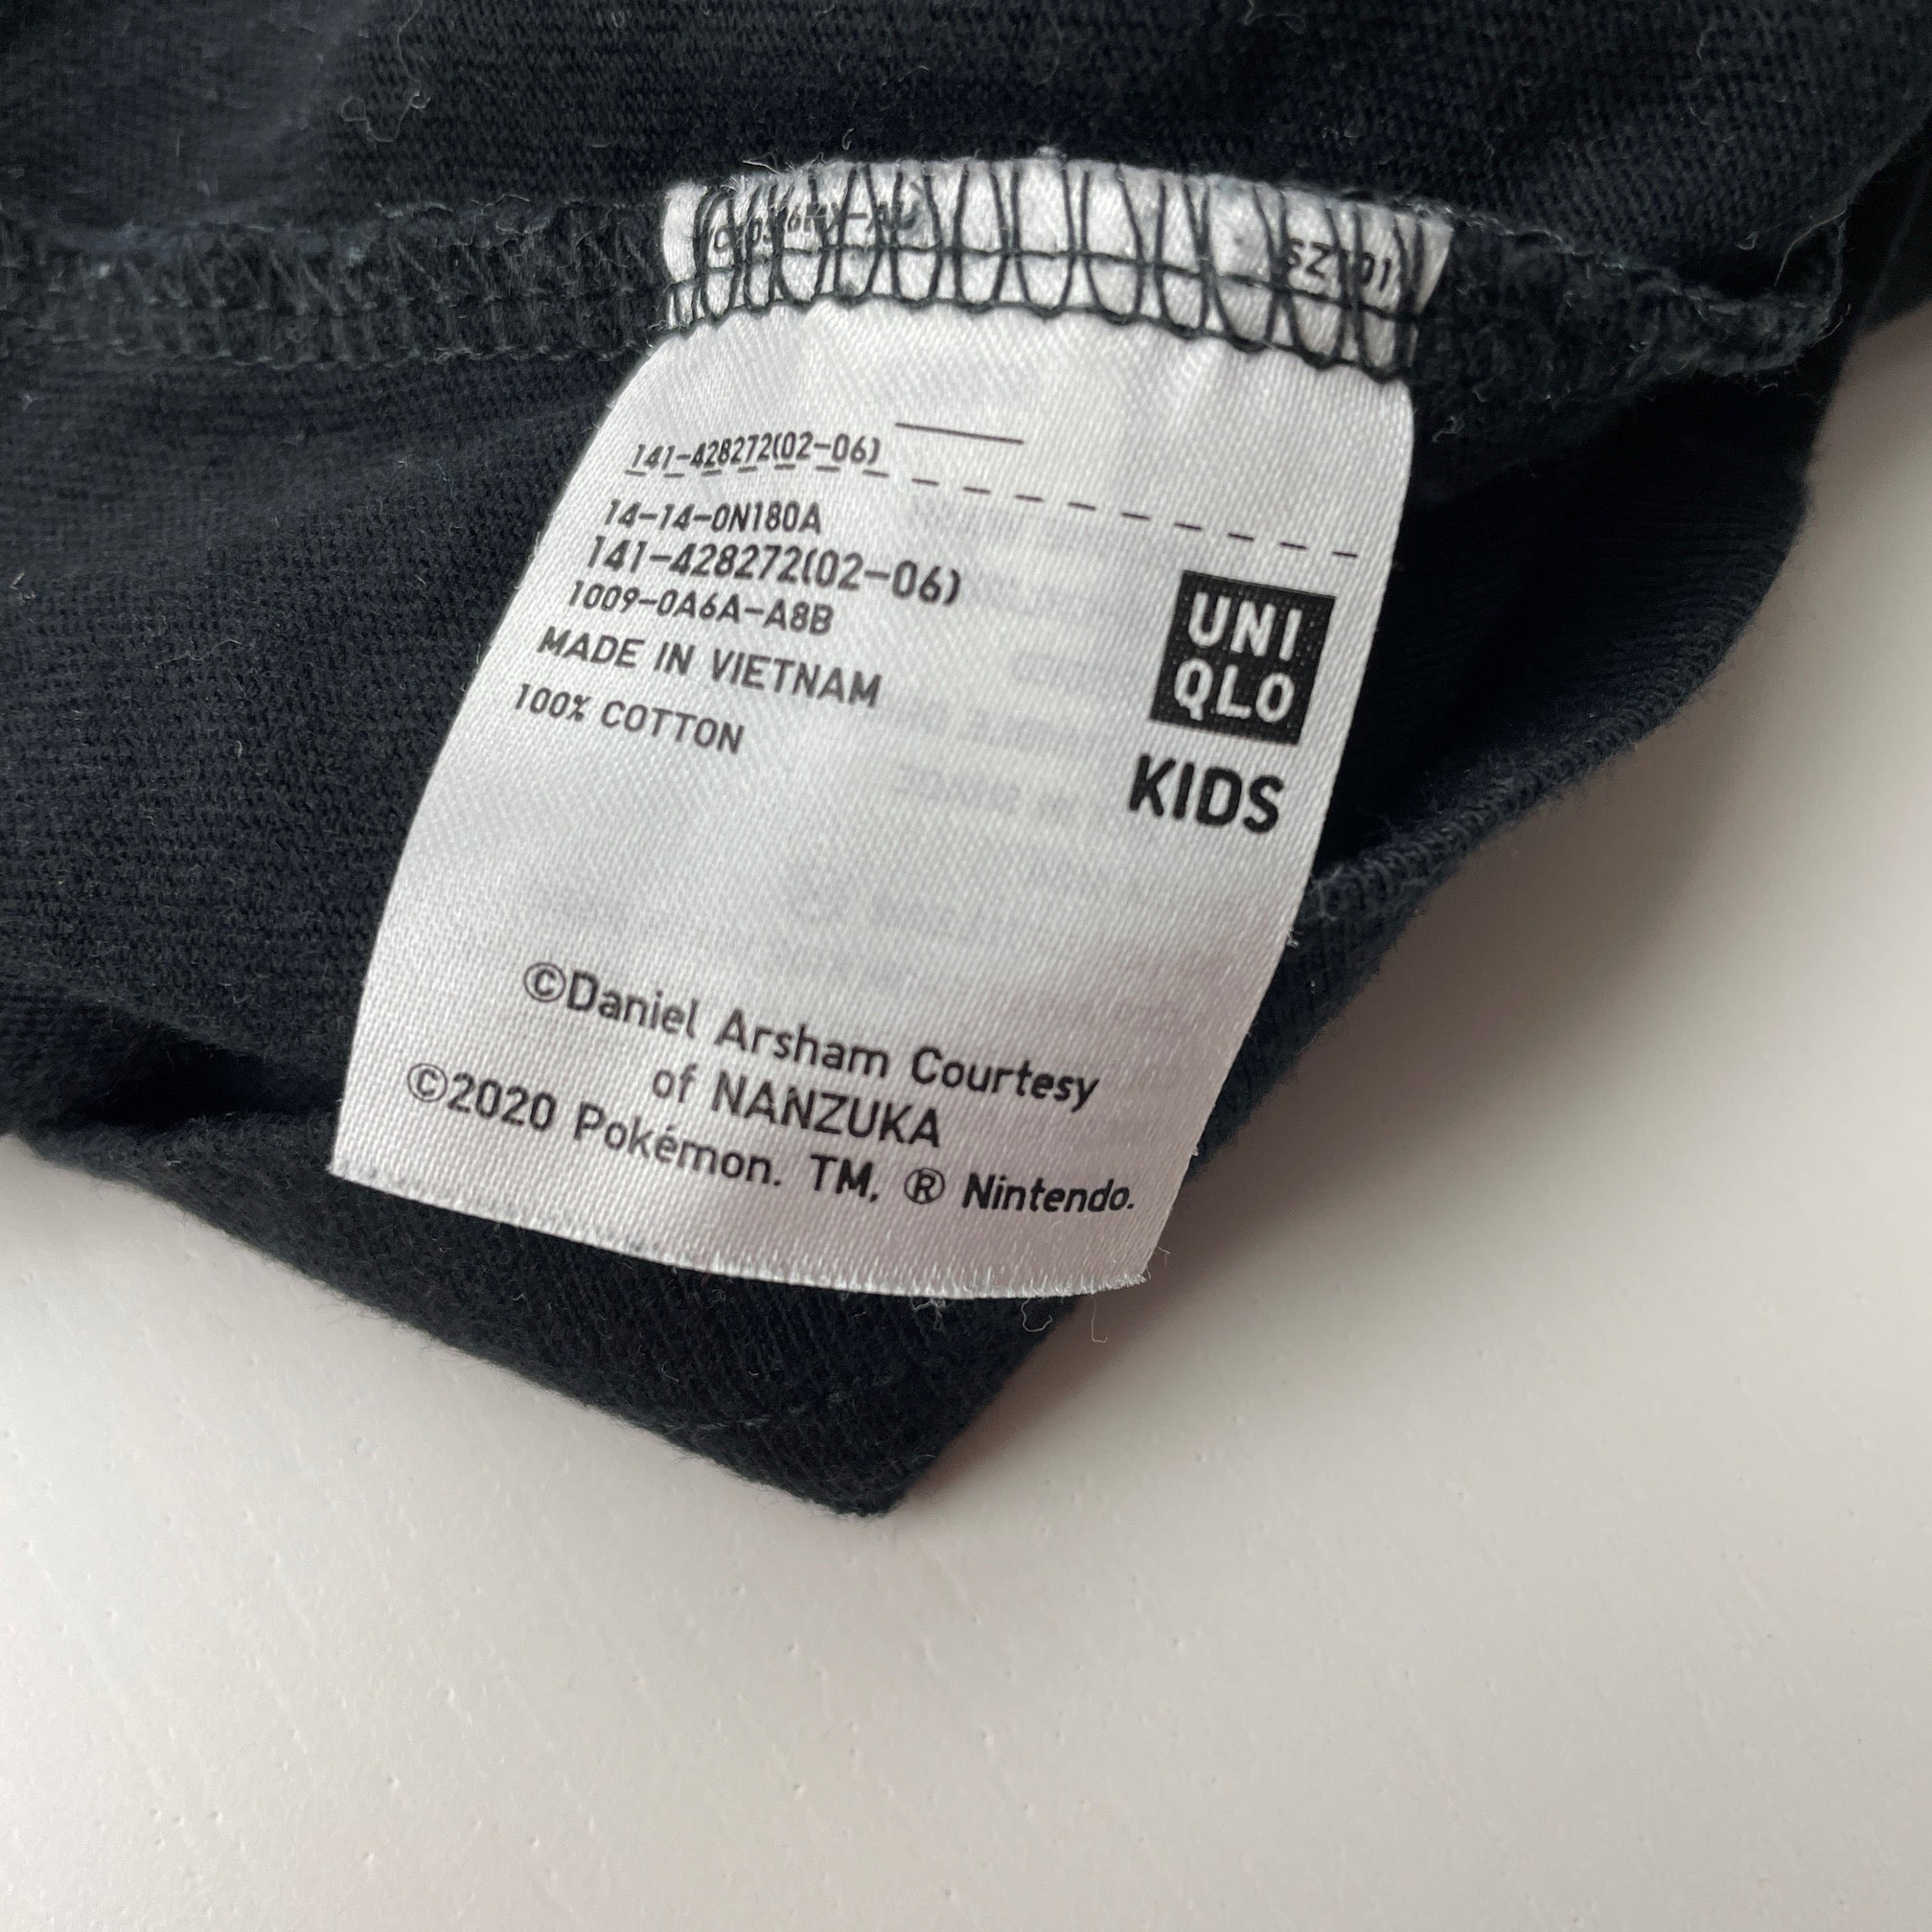 141-428272(02-06)
14-14-0N180A
141-428272(02-06)
1009-0A6A-A8B
MADE IN VIETNAM
100% COTTON
UNI
QLO
KIDS
©Daniel Arsham Courtesy
of NANZUKA
©2020 Pokémon. TM, ® Nintendo.